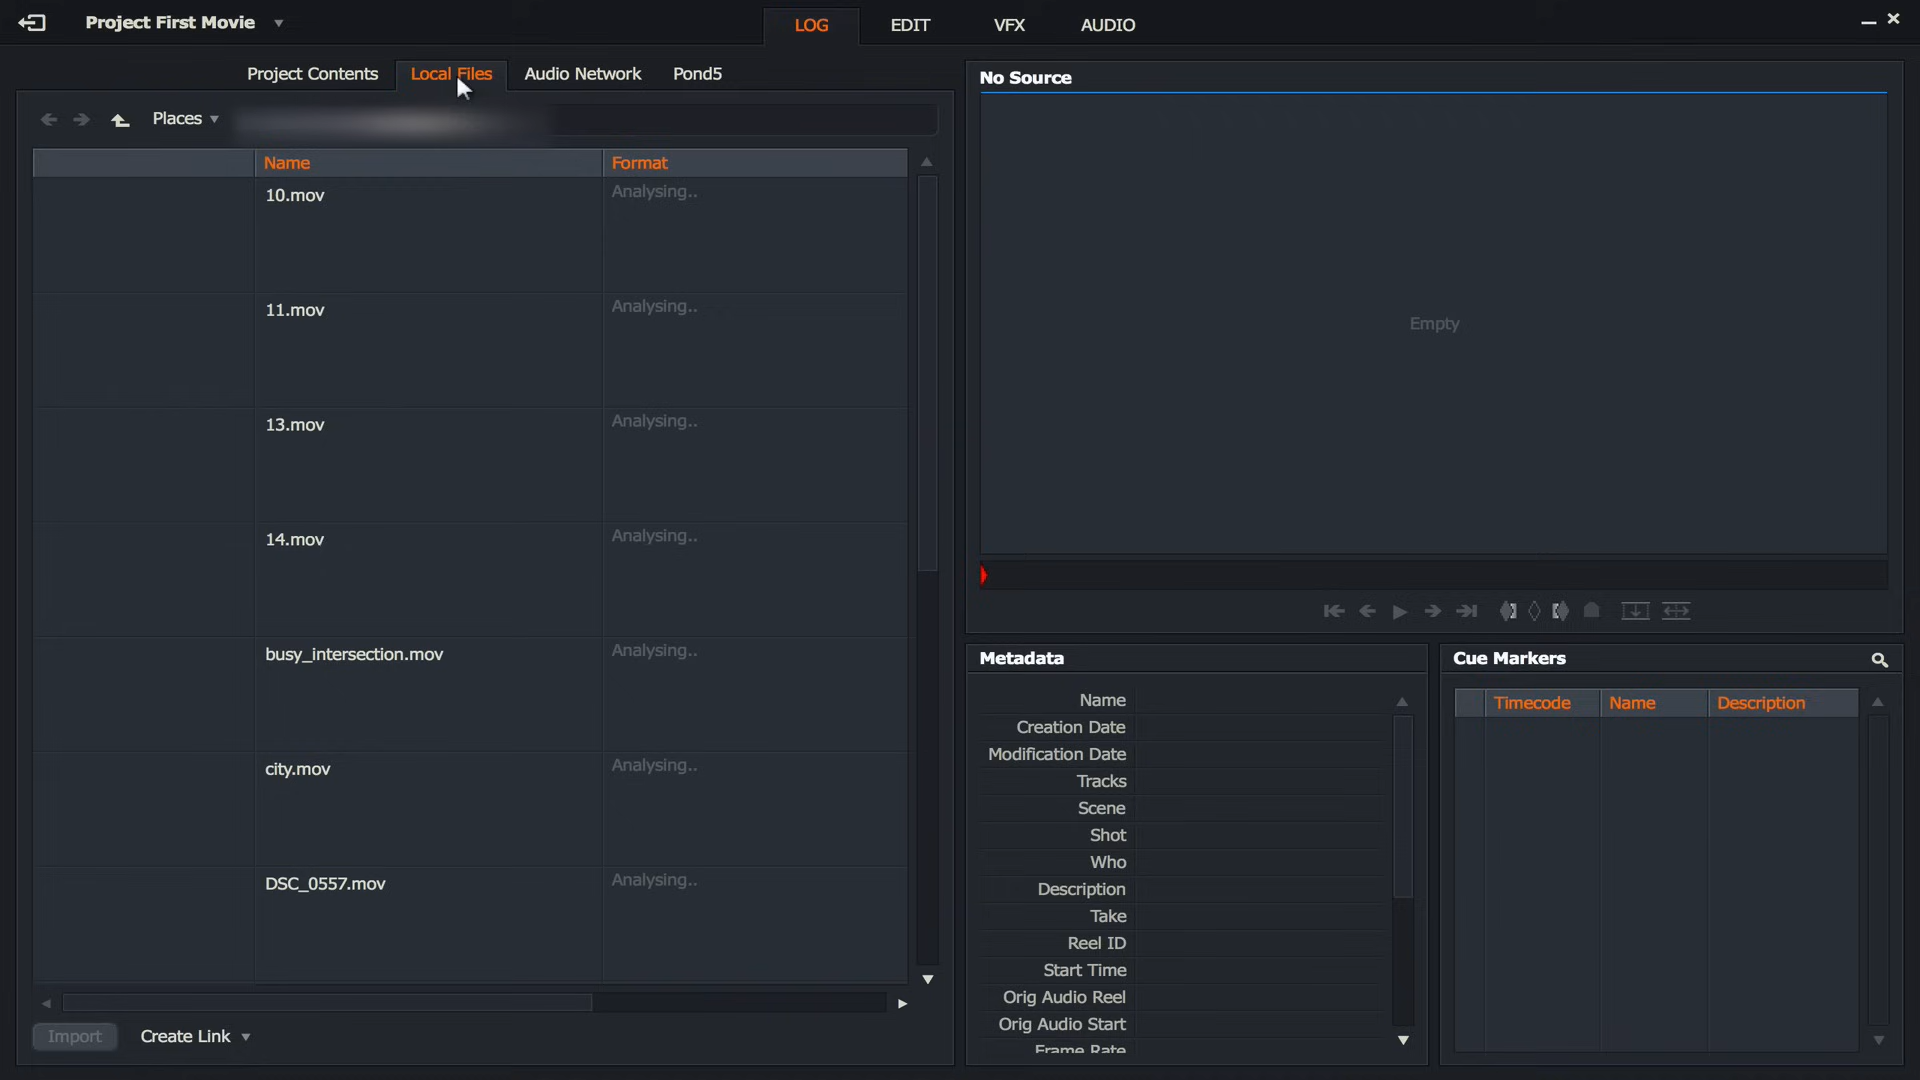 Project First Movie
LOG
EDIT
VFX
AUDIO
Project Contents
Local Files
Audio Network
Pond5
Places
Name
Format
10.mov
Analysing..
11.mov
Analysing..
13.mov
Analysing..
14.mov
Analysing..
busy_intersection.mov
Analysing..
city.mov
Analysing..
DSC_0557.mov
Analysing..
Import
Create Link
No Source
Empty
Metadata
Name
Creation Date
Modification Date
Tracks
Scene
Shot
Who
Description
Take
Reel ID
Start Time
Orig Audio Reel
Orig Audio Start
Frame Rate
Cue Markers
Timecode
Name
Description